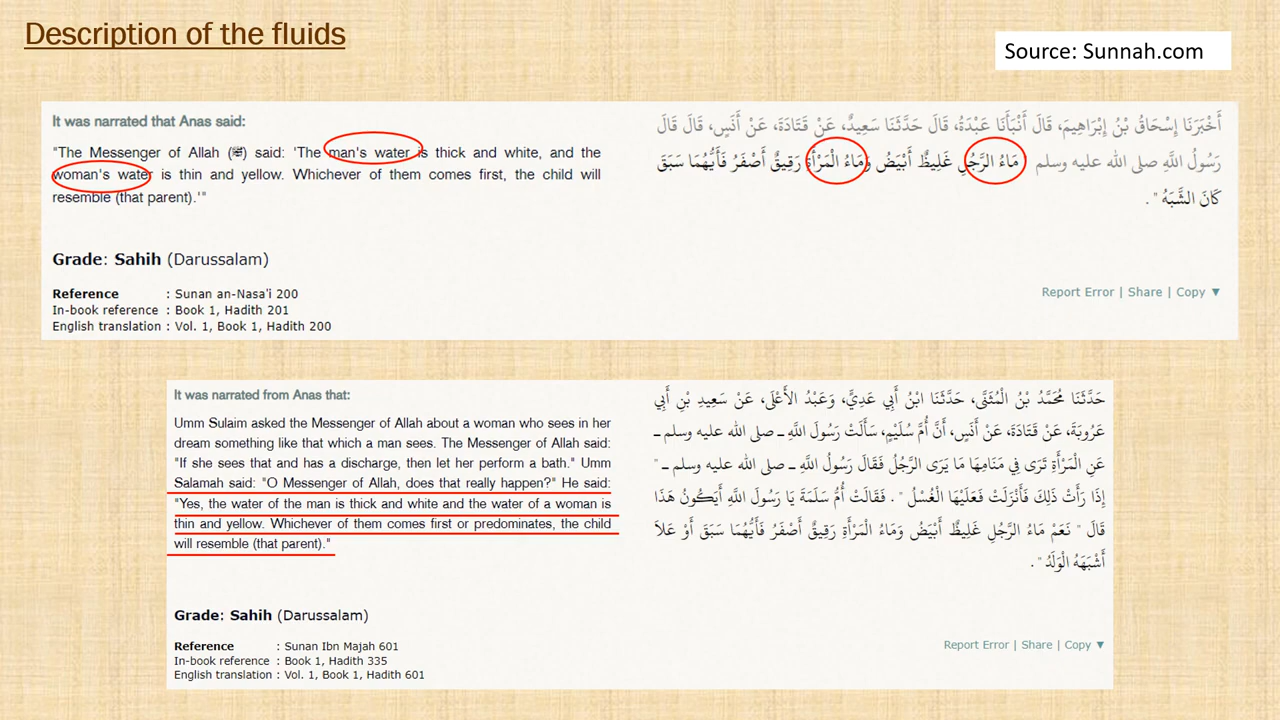 Description of the fluids
Source: Sunnah.com
It was narrated that Anas said:
"The Messenger of Allah (ﷺ) said: 'The man's water is thick and white, and the
woman's water is thin and yellow. Whichever of them comes first, the child will
resemble (that parent).'"
أَخْبَرَنَا إِسْحَاقُ بْنُ إِبْرَاهِيمَ، قَالَ أَنْبَأَنَا عَبْدَةُ، قَالَ حَدَّثَنَا سَعِيدٌ، عَنْ قَتَادَةَ، عَنْ أَنَسٍ، قَالَ قَالَ
رَسُولُ اللَّهِ صلى الله عليه وسلم ‏ مَاءُ الرَّجُلِ غَلِيظٌ أَبْيَضُ وَمَاءُ الْمَرْأَةِ رَقِيقٌ أَصْفَرُ فَأَيُّهُمَا سَبَقَ
كَانَ الشَّبَهُ " .
Grade: Sahih (Darussalam)
Reference : Sunan an-Nasa'i 200
In-book reference : Book 1, Hadith 201
English translation : Vol. 1, Book 1, Hadith 200
Report Error | Share | Copy ▼
It was narrated from Anas that:
Umm Sulaim asked the Messenger of Allah about a woman who sees in her
dream something like that which a man sees. The Messenger of Allah said:
"If she sees that and has a discharge, then let her perform a bath." Umm
Salamah said: "O Messenger of Allah, does that really happen?" He said:
"Yes, the water of the man is thick and white and the water of a woman is
thin and yellow. Whichever of them comes first or predominates, the child
will resemble (that parent)."
حَدَّثَنَا مُحَمَّدُ بْنُ الْمُثَنَّى، حَدَّثَنَا ابْنُ أَبِي عَدِيٍّ، وَعَبْدُ الأَعْلَى، عَنْ سَعِيدِ بْنِ أَبِي
عَرُوبَةَ، عَنْ قَتَادَةَ، عَنْ أَنَسٍ، أَنَّ أُمَّ سُلَيْمٍ، سَأَلَتْ رَسُولَ اللَّهِ ـ صلى الله عليه وسلم ـ
عَنِ الْمَرْأَةِ تَرَى فِي مَنَامِهَا مَا يَرَى الرَّجُلُ فَقَالَ رَسُولُ اللَّهِ ـ صلى الله عليه وسلم ـ "
إِذَا رَأَتْ ذَلِكَ فَأَنْزَلَتْ فَعَلَيْهَا الْغُسْلُ " . فَقَالَتْ أُمُّ سَلَمَةَ يَا رَسُولَ اللَّهِ أَيَكُونُ هَذَا
قَالَ " نَعَمْ مَاءُ الرَّجُلِ غَلِيظٌ أَبْيَضُ وَمَاءُ الْمَرْأَةِ رَقِيقٌ أَصْفَرُ فَأَيُّهُمَا سَبَقَ أَوْ عَلاَ
أَشْبَهَهُ الْوَلَدُ " .
Grade: Sahih (Darussalam)
Reference : Sunan Ibn Majah 601
In-book reference : Book 1, Hadith 335
English translation : Vol. 1, Book 1, Hadith 601
Report Error | Share | Copy ▼